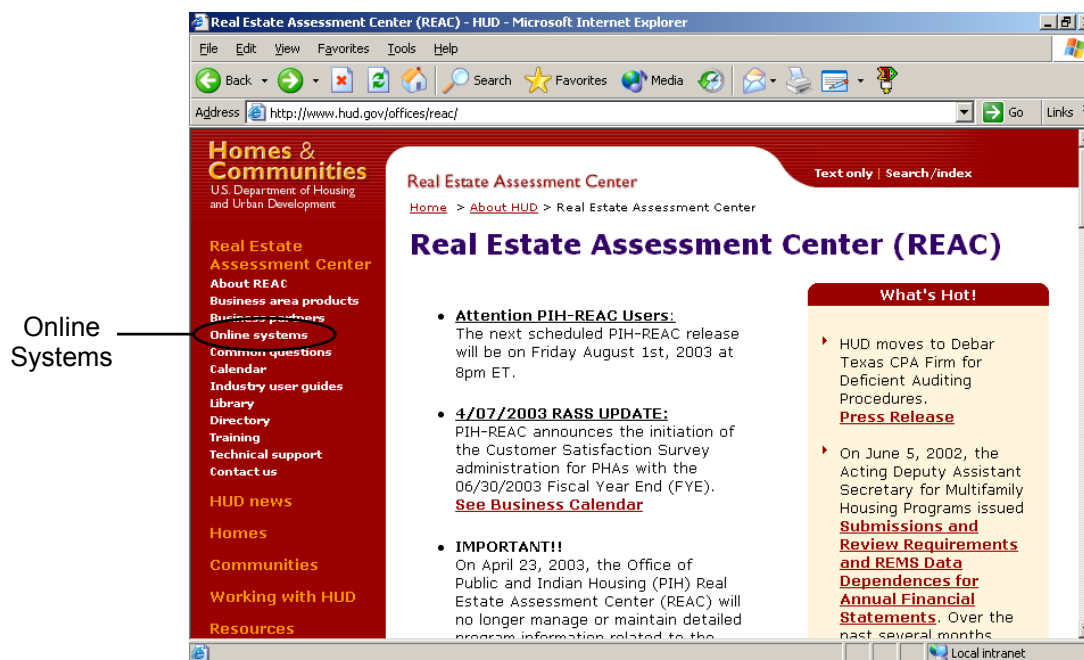 Real Estate Assessment Center (REAC) - HUD - Microsoft Internet Explorer
File Edit View Favorites Tools Help
Back Search Favorites Media
Address http://www.hud.gov/offices/reac/ Go Links
Homes &
Communities
U.S. Department of Housing
and Urban Development
Real Estate
Assessment Center
About REAC
Business area products
Business partners
Online systems
Common questions
Calendar
Industry user guides
Library
Directory
Training
Technical support
Contact us
HUD news
Homes
Communities
Working with HUD
Resources
Online
Systems
Real Estate Assessment Center
Text only | Search/index
Home > About HUD > Real Estate Assessment Center
Real Estate Assessment Center (REAC)
• Attention PIH-REAC Users:
The next scheduled PIH-REAC release
will be on Friday August 1st, 2003 at
8pm ET.
• 4/07/2003 RASS UPDATE:
PIH-REAC announces the initiation of
the Customer Satisfaction Survey
administration for PHAs with the
06/30/2003 Fiscal Year End (FYE).
See Business Calendar
• IMPORTANT!!
On April 23, 2003, the Office of
Public and Indian Housing (PIH) Real
Estate Assessment Center (REAC) will
no longer manage or maintain detailed
program information related to the
What's Hot!
HUD moves to Debar
Texas CPA Firm for
Deficient Auditing
Procedures.
Press Release
On June 5, 2002, the
Acting Deputy Assistant
Secretary for Multifamily
Housing Programs issued
Submissions and
Review Requirements
and REMS Data
Dependences for
Annual Financial
Statements. Over the
past several months
Local intranet